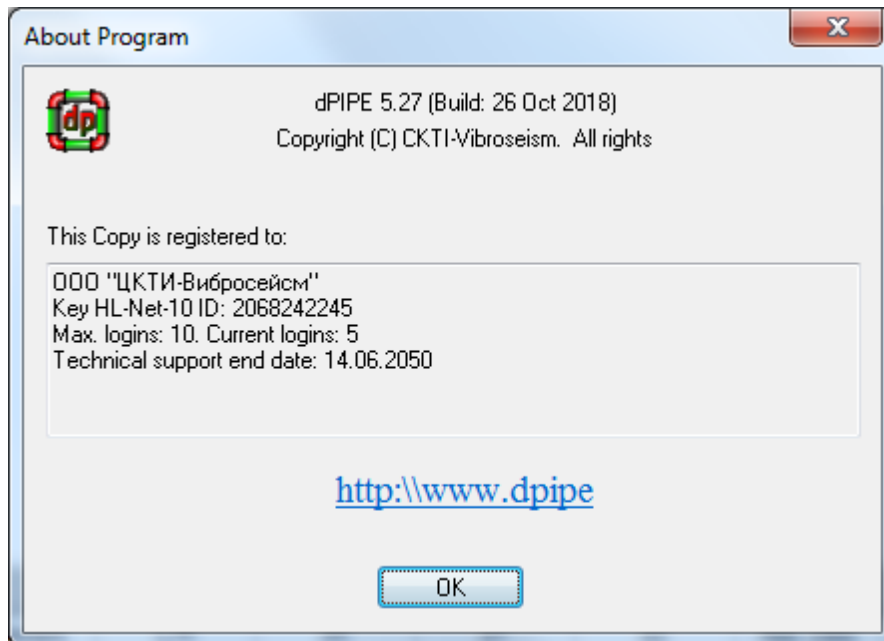 About Program
dp
dPIPE 5.27 (Build: 26 Oct 2018)
Copyright (C) CKTI-Vibroseism. All rights
This Copy is registered to:
ООО "ЦКТИ-Вибросейсм"
Key HL-Net-10 ID: 2068242245
Max. logins: 10. Current logins: 5
Technical support end date: 14.06.2050
http:\\www.dpipe
OK